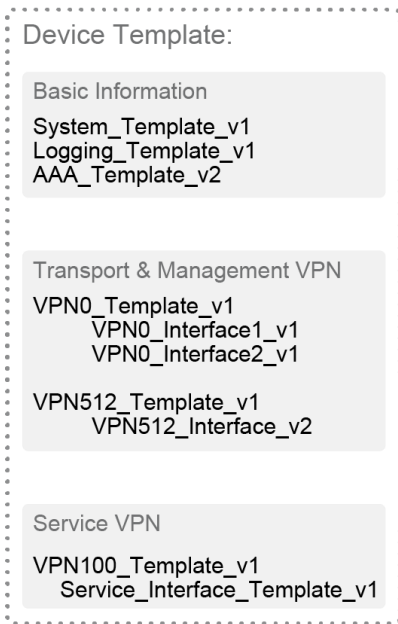 Device Template:
Basic Information
System_Template_v1
Logging_Template_v1
AAA_Template_v2
Transport & Management VPN
VPN0_Template_v1
VPN0_Interface1_v1
VPN0_Interface2_v1
VPN512_Template_v1
VPN512_Interface_v2
Service VPN
VPN100_Template_v1
Service_Interface_Template_v1